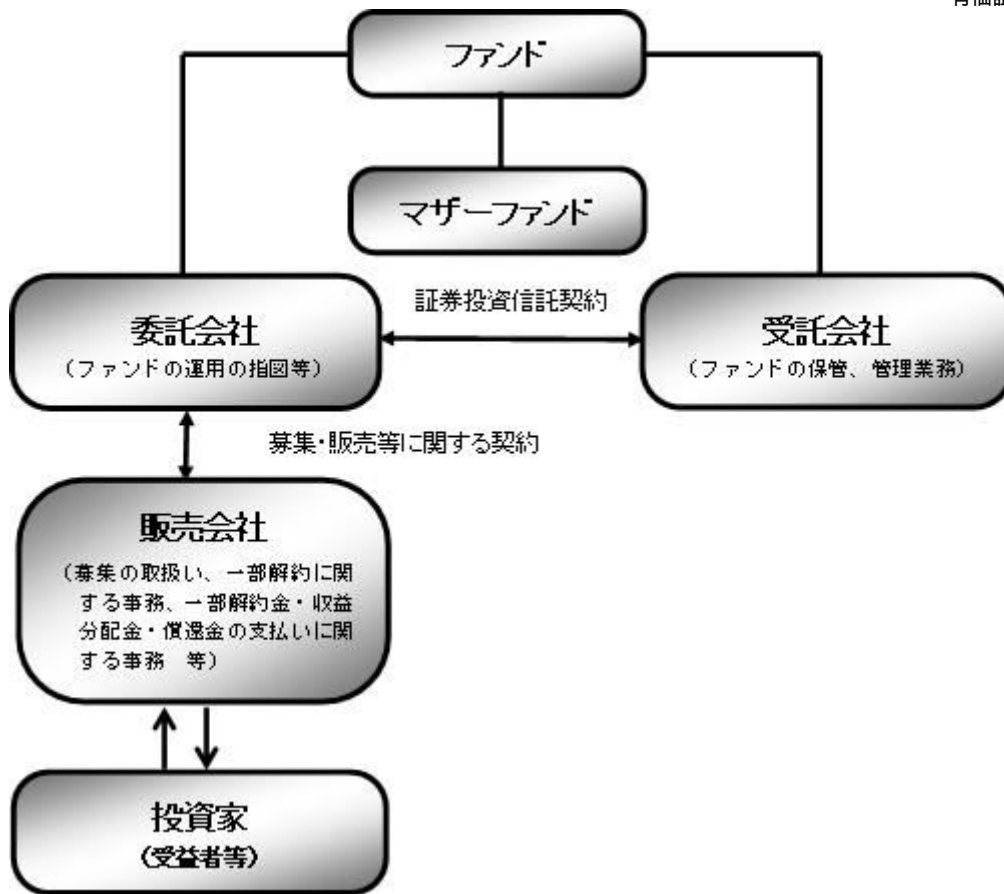 ファンド
マザーファンド
証券投資信託契約
委託会社
（ファンドの運用の指図等）
受託会社
（ファンドの保管、管理業務）
募集・販売等に関する契約
販売会社
（募集の取扱い、一部解約に関
する事務、一部解約金・収益
分配金・償還金の支払いに関
する事務　等）
投資家
（受益者等）